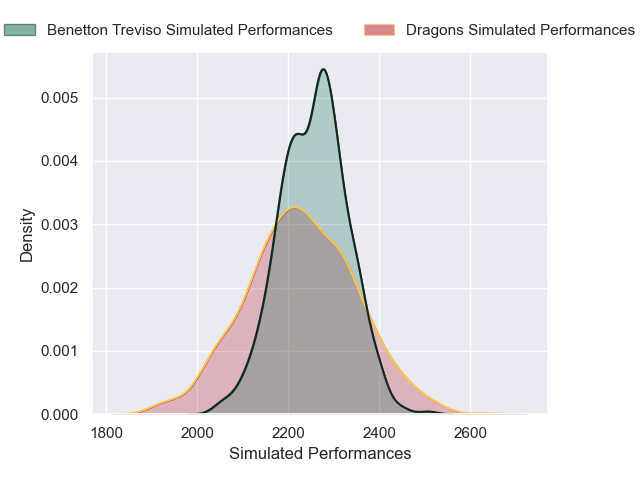 Benetton Treviso Simulated Performances
Dragons Simulated Performances
0.005
0.004
0.003
0.002
0.001
0.000
Density
1800 2000 2200 2400 2600
Simulated Performances